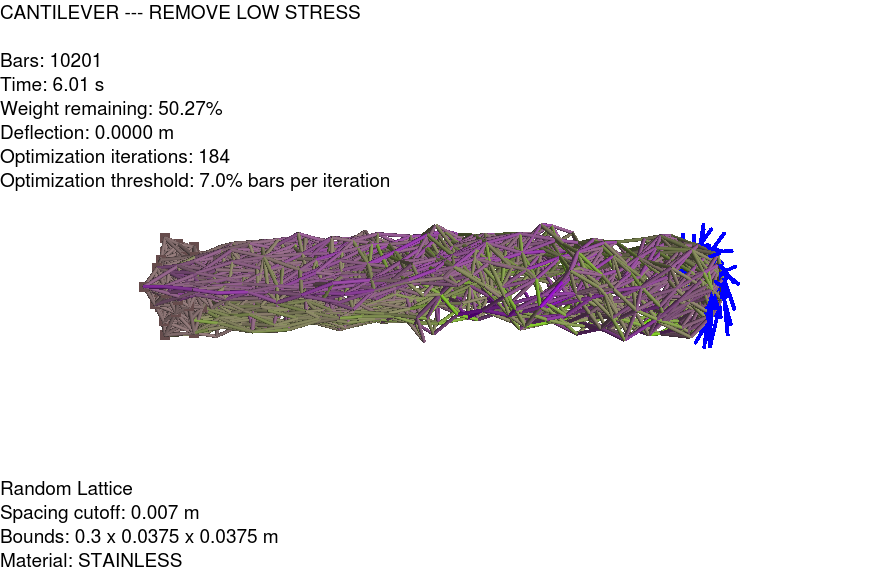 CANTILEVER --- REMOVE LOW STRESS
Bars: 10201
Time: 6.01 s
Weight remaining: 50.27%
Deflection: 0.0000 m
Optimization iterations: 184
Optimization threshold: 7.0% bars per iteration
Random Lattice
Spacing cutoff: 0.007 m
Bounds: 0.3 x 0.0375 x 0.0375 m
Material: STAINLESS